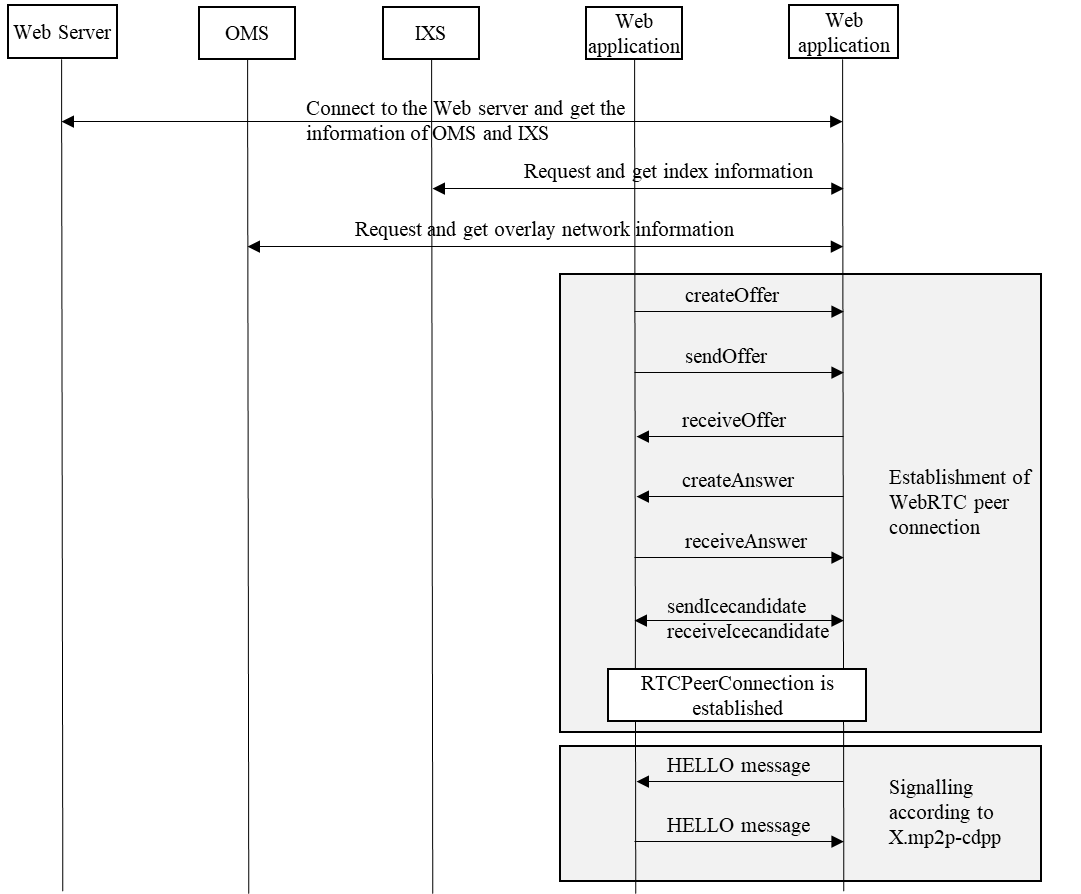 Web Server
OMS
IXS
Web
application
Web
application
Connect to the Web server and get the
information of OMS and IXS
Request and get index information
Request and get overlay network information
createOffer
sendOffer
receiveOffer
createAnswer
receiveAnswer
sendIcecandidate
receiveIcecandidate
Establishment of
WebRTC peer
connection
RTCPeerConnection is
established
HELLO message
HELLO message
Signalling
according to
X.mp2p-cdpp